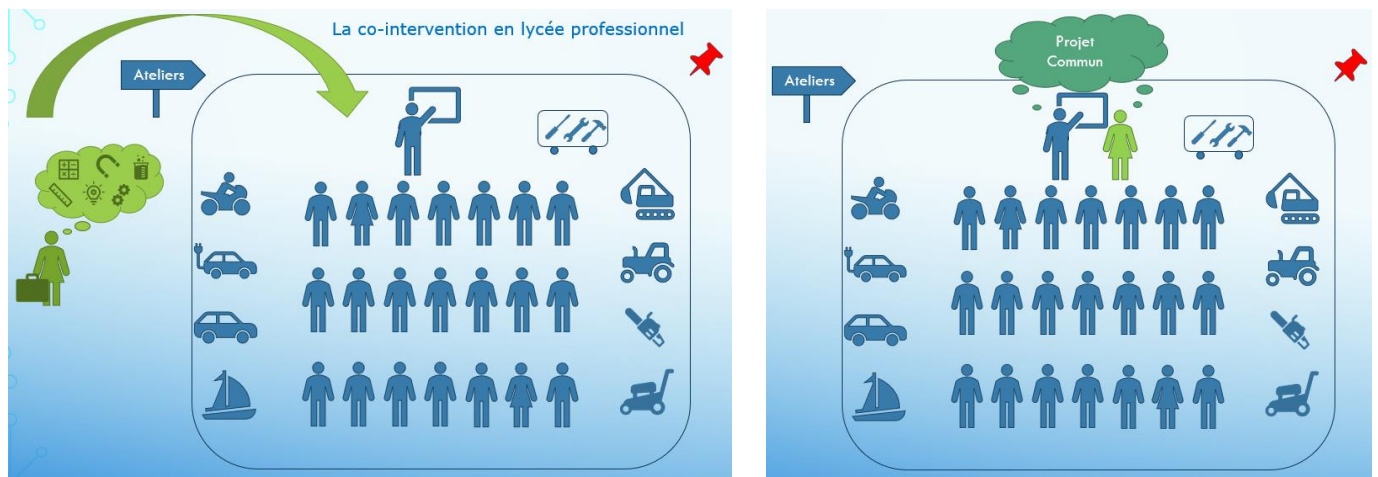 La co-intervention en lycée professionnel
Ateliers
Projet
Commun
Ateliers